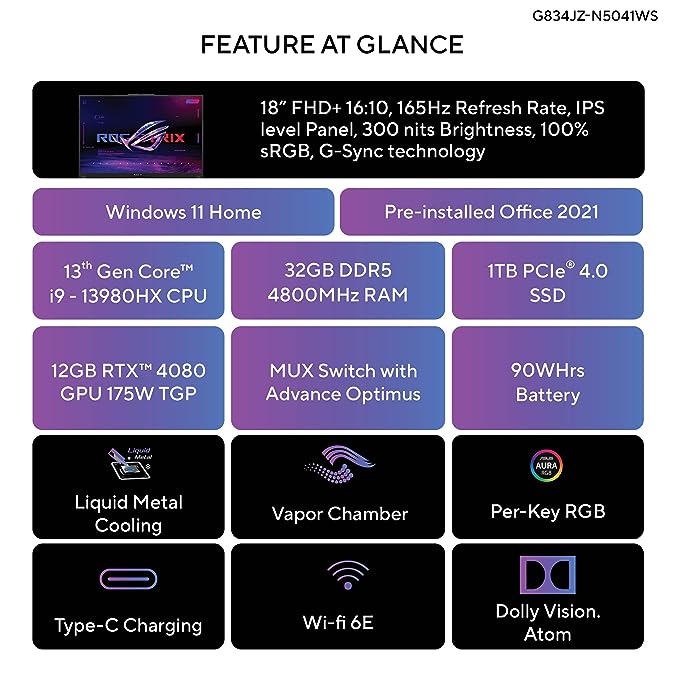 G834JZ-N5041WS
FEATURE AT GLANCE
ROG STRIX
18” FHD+ 16:10, 165Hz Refresh Rate, IPS
level Panel, 300 nits Brightness, 100%
sRGB, G-Sync technology
Windows 11 Home
Pre-installed Office 2021
13th Gen Core™
i9 - 13980HX CPU
32GB DDR5
4800MHz RAM
1TB PCIe® 4.0
SSD
12GB RTX™ 4080
GPU 175W TGP
MUX Switch with
Advance Optimus
90WHrs
Battery
Liquid
Metal
Liquid Metal
Cooling
Vapor Chamber
ASUS
AURA
RGB
Per-Key RGB
Type-C Charging
Wi-fi 6E
Dolly Vision.
Atom